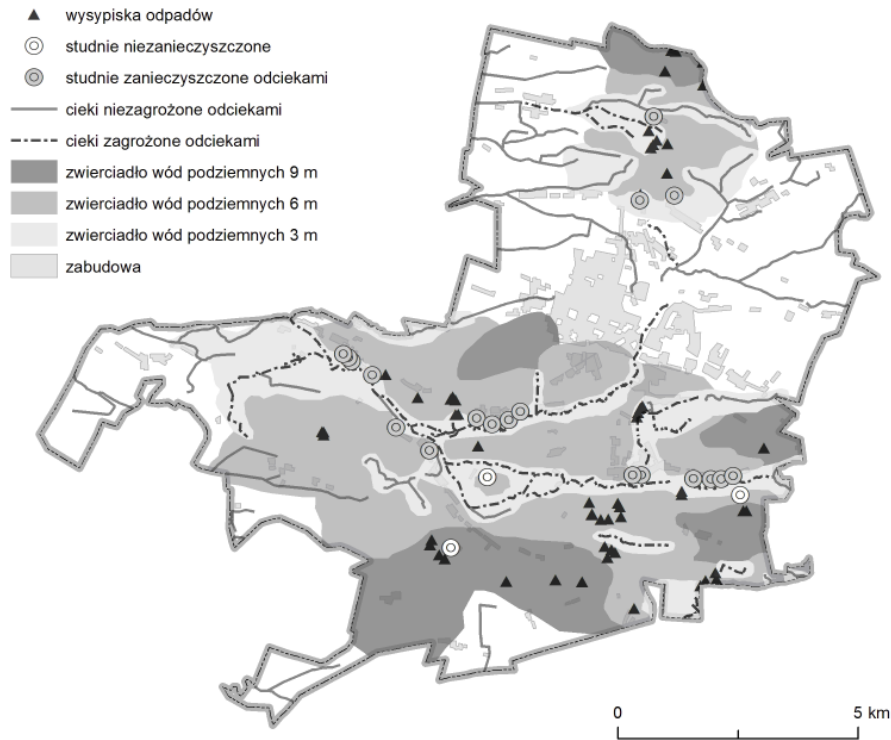 wysypiska odpadów
studnie niezanieczyszczone
studnie zanieczyszczone odciekami
cieki niezagrożone odciekami
cieki zagrożone odciekami
zwierciadło wód podziemnych 9 m
zwierciadło wód podziemnych 6 m
zwierciadło wód podziemnych 3 m
zabudowa
0 5 km